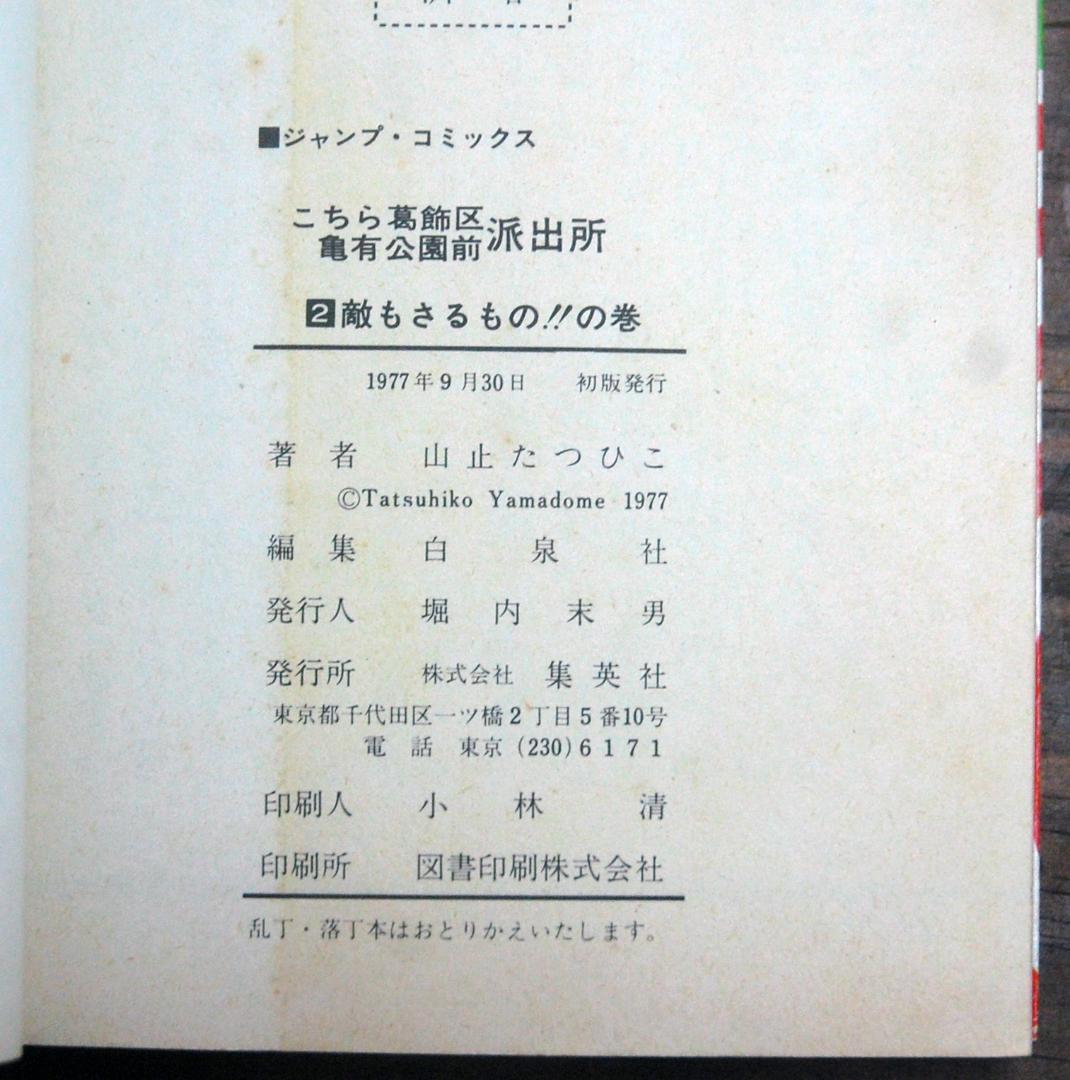 ■ジャンプ・コミックス
こちら葛飾区
亀有公園前派出所
2敵もさるもの!!の巻
1977年9月30日 初版発行
著者 山止たつひこ
©Tatsuhiko Yamadome 1977
編集 白泉社
発行人 堀内末男
発行所 株式会社 集英社
東京都千代田区一ツ橋2丁目5番10号
電話 東京(230)6171
印刷人 小林清
印刷所 図書印刷株式会社
乱丁・落丁本はおとりかえいたします。